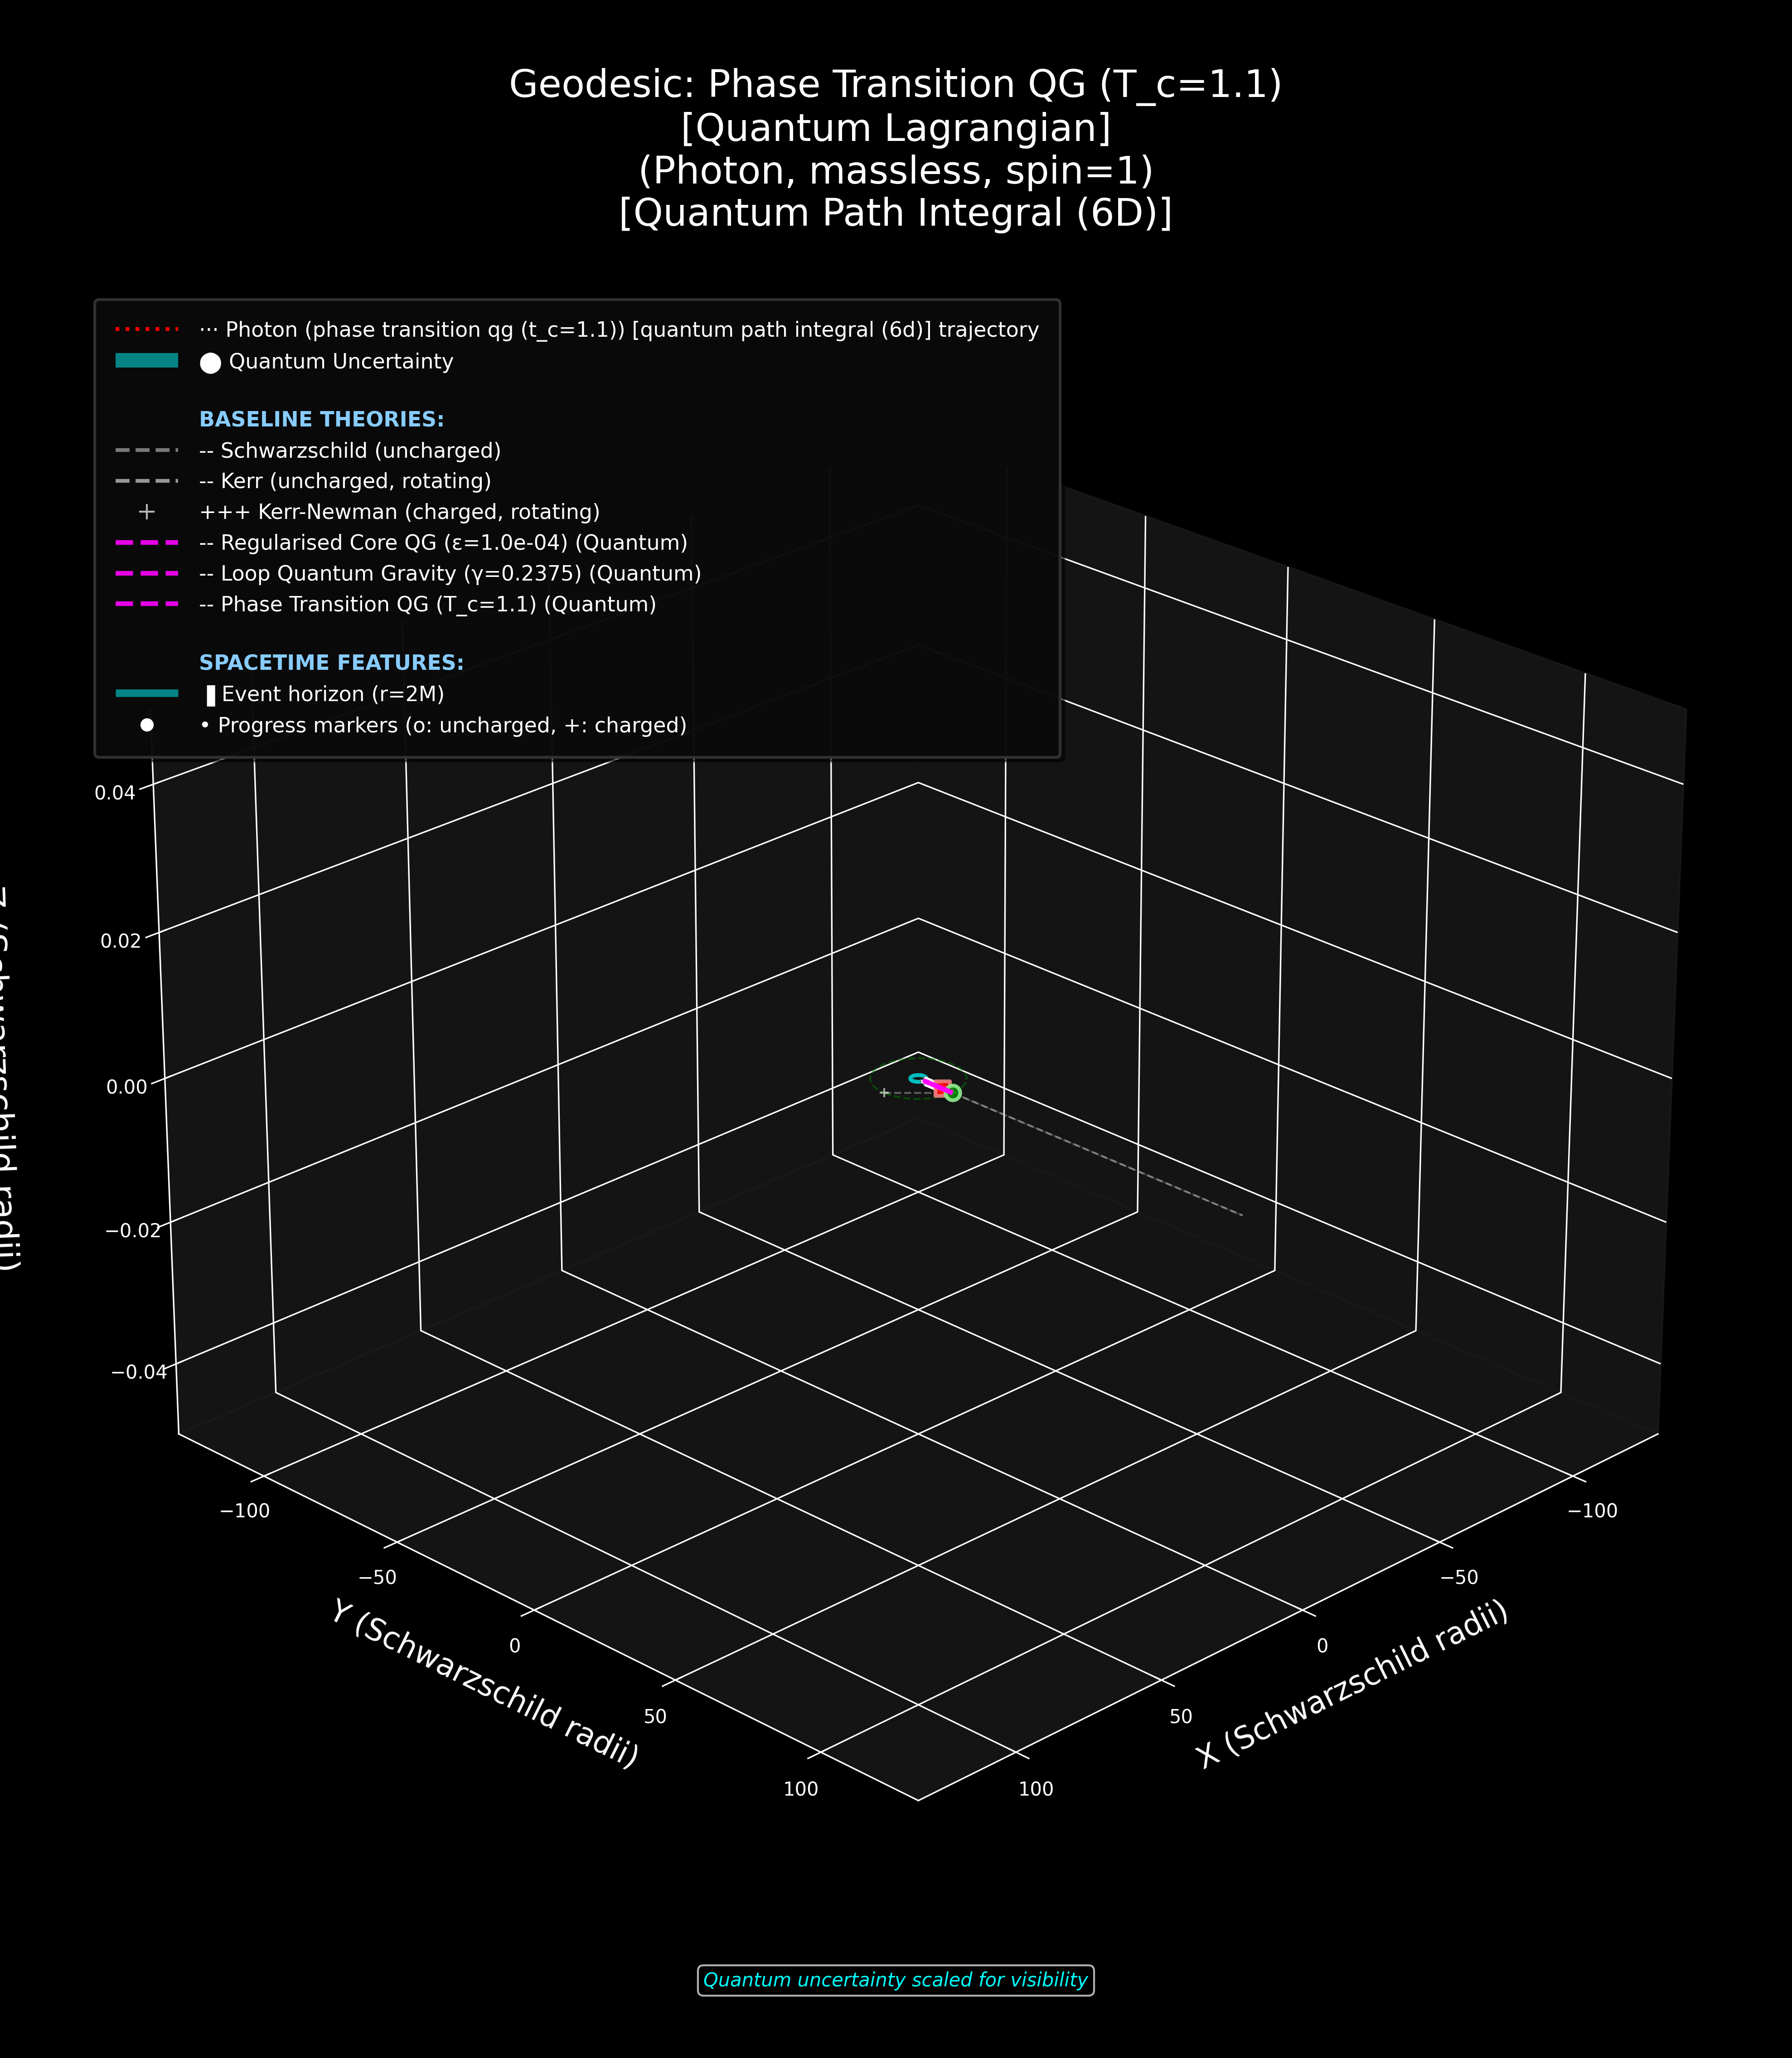 Geodesic: Phase Transition QG (T_c=1.1)
[Quantum Lagrangian]
(Photon, massless, spin=1)
[Quantum Path Integral (6D)]
··· Photon (phase transition qg (t_c=1.1)) [quantum path integral (6d)] trajectory
● Quantum Uncertainty
BASELINE THEORIES:
-- Schwarzschild (uncharged)
-- Kerr (uncharged, rotating)
+++ Kerr-Newman (charged, rotating)
-- Regularised Core QG (ε=1.0e-04) (Quantum)
-- Loop Quantum Gravity (γ=0.2375) (Quantum)
-- Phase Transition QG (T_c=1.1) (Quantum)
SPACETIME FEATURES:
▐ Event horizon (r=2M)
• Progress markers (o: uncharged, +: charged)
0.04
0.02
0.00
−0.02
−0.04
Z (Schwarzschild radii)
−100
−50
0
50
100
Y (Schwarzschild radii)
100
50
0
−50
−100
X (Schwarzschild radii)
Quantum uncertainty scaled for visibility